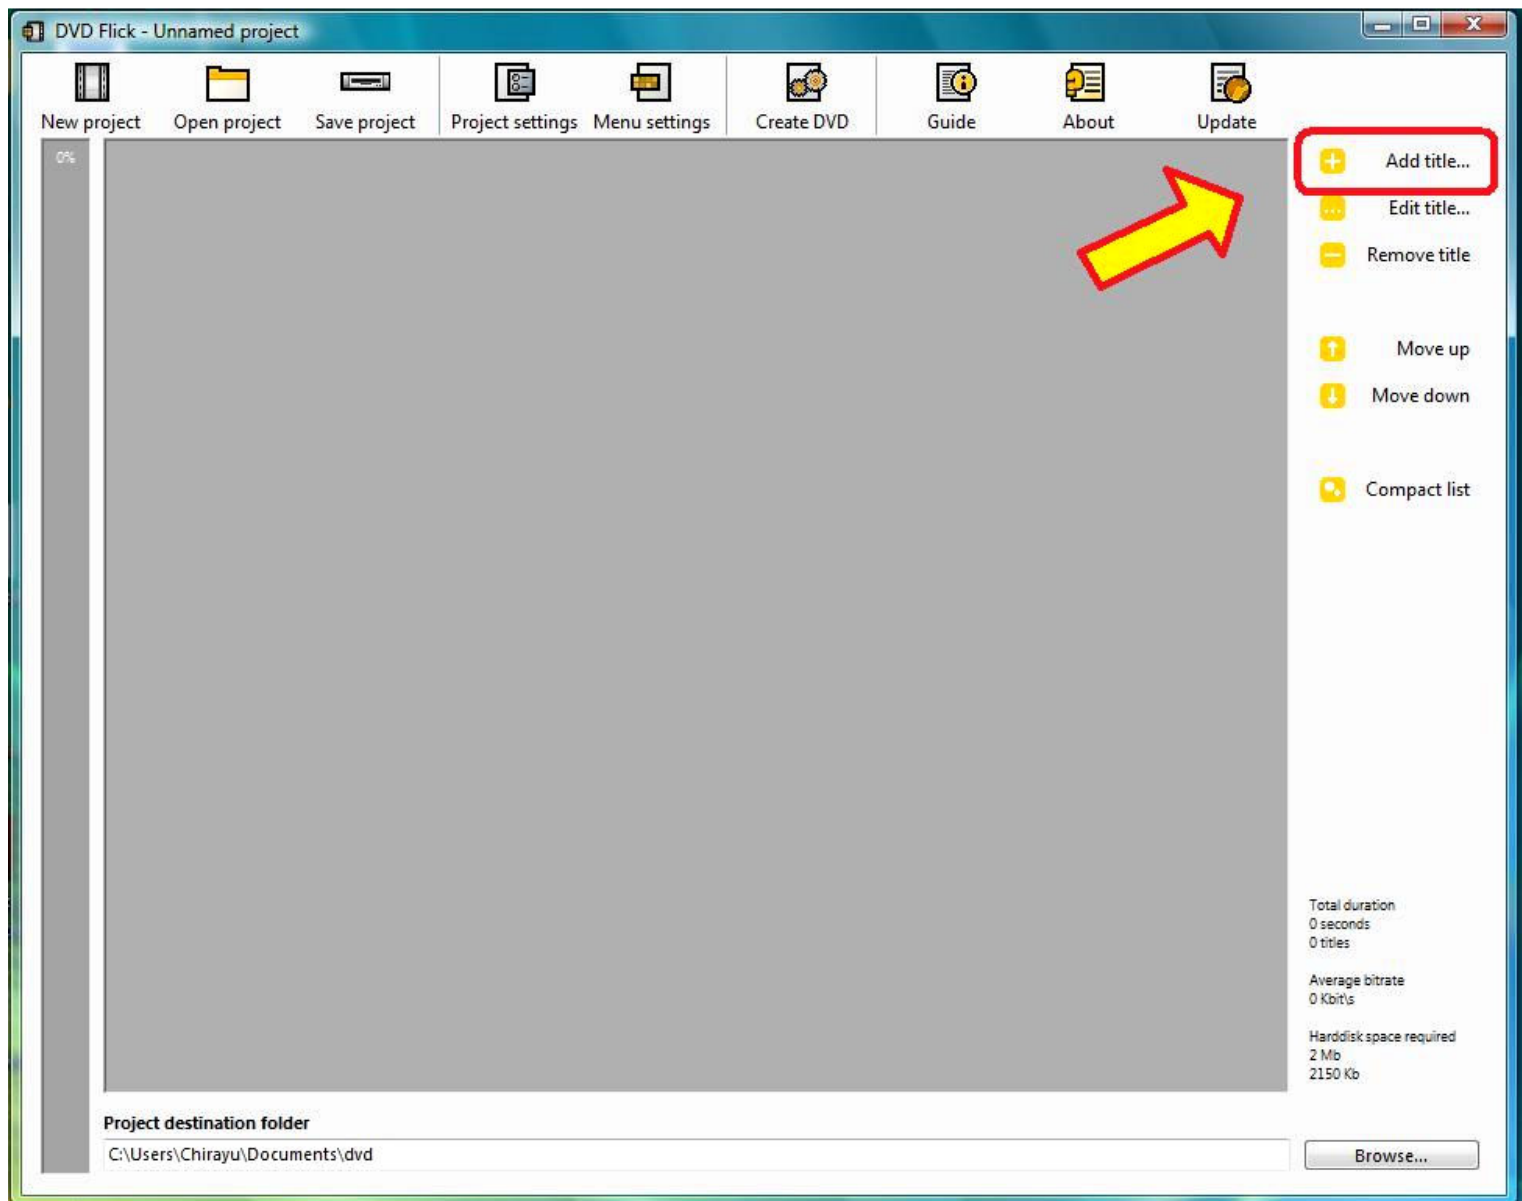 DVD Flick - Unnamed project
New project Open project Save project Project settings Menu settings Create DVD Guide About Update
0%
Add title...
Edit title...
Remove title
Move up
Move down
Compact list
Total duration
0 seconds
0 titles
Average bitrate
0 Kbit\s
Harddisk space required
2 Mb
2150 Kb
Project destination folder
C:\Users\Chirayu\Documents\dvd
Browse...